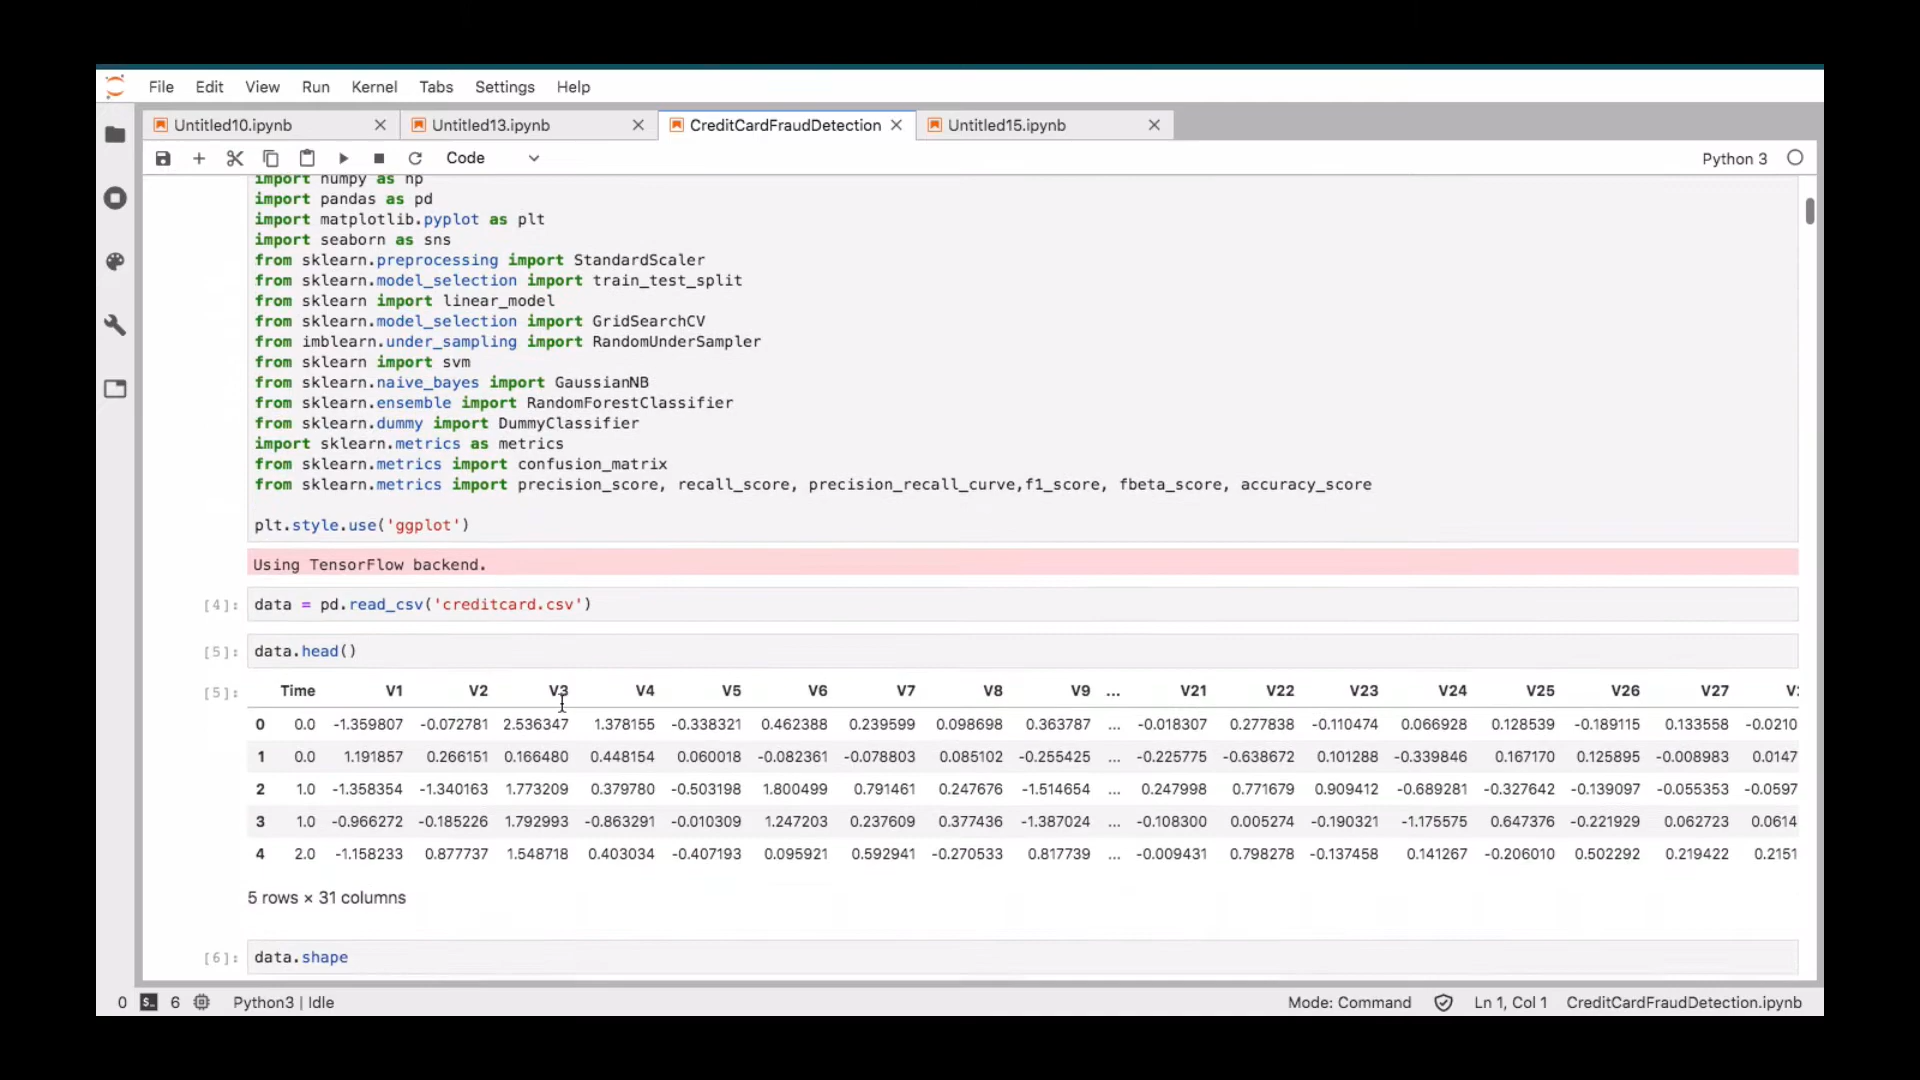 File Edit View Run Kernel Tabs Settings Help
Untitled10.ipynb Untitled13.ipynb CreditCardFraudDetection Untitled15.ipynb
Code Python 3
import numpy as np
import pandas as pd
import matplotlib.pyplot as plt
import seaborn as sns
from sklearn.preprocessing import StandardScaler
from sklearn.model_selection import train_test_split
from sklearn import linear_model
from sklearn.model_selection import GridSearchCV
from imblearn.under_sampling import RandomUnderSampler
from sklearn import svm
from sklearn.naive_bayes import GaussianNB
from sklearn.ensemble import RandomForestClassifier
from sklearn.dummy import DummyClassifier
import sklearn.metrics as metrics
from sklearn.metrics import confusion_matrix
from sklearn.metrics import precision_score, recall_score, precision_recall_curve,f1_score, fbeta_score, accuracy_score
plt.style.use('ggplot')
Using TensorFlow backend.
[4]: data = pd.read_csv('creditcard.csv')
[5]: data.head()
[5]: Time V1 V2 V3 V4 V5 V6 V7 V8 V9 ... V21 V22 V23 V24 V25 V26 V27
0 0.0 -1.359807 -0.072781 2.536347 1.378155 -0.338321 0.462388 0.239599 0.098698 0.363787 ... -0.018307 0.277838 -0.110474 0.066928 0.128539 -0.189115 0.133558 -0.0210
1 0.0 1.191857 0.266151 0.166480 0.448154 0.060018 -0.082361 -0.078803 0.085102 -0.255425 ... -0.225775 -0.638672 0.101288 -0.339846 0.167170 0.125895 -0.008983 0.0147
2 1.0 -1.358354 -1.340163 1.773209 0.379780 -0.503198 1.800499 0.791461 0.247676 -1.514654 ... 0.247998 0.771679 0.909412 -0.689281 -0.327642 -0.139097 -0.055353 -0.0597
3 1.0 -0.966272 -0.185226 1.792993 -0.863291 -0.010309 1.247203 0.237609 0.377436 -1.387024 ... -0.108300 0.005274 -0.190321 -1.175575 0.647376 -0.221929 0.062723 0.0614
4 2.0 -1.158233 0.877737 1.548718 0.403034 -0.407193 0.095921 0.592941 -0.270533 0.817739 ... -0.009431 0.798278 -0.137458 0.141267 -0.206010 0.502292 0.219422 0.2151
5 rows × 31 columns
[6]: data.shape
0 6 Python3 | Idle Mode: Command Ln 1, Col 1 CreditCardFraudDetection.ipynb